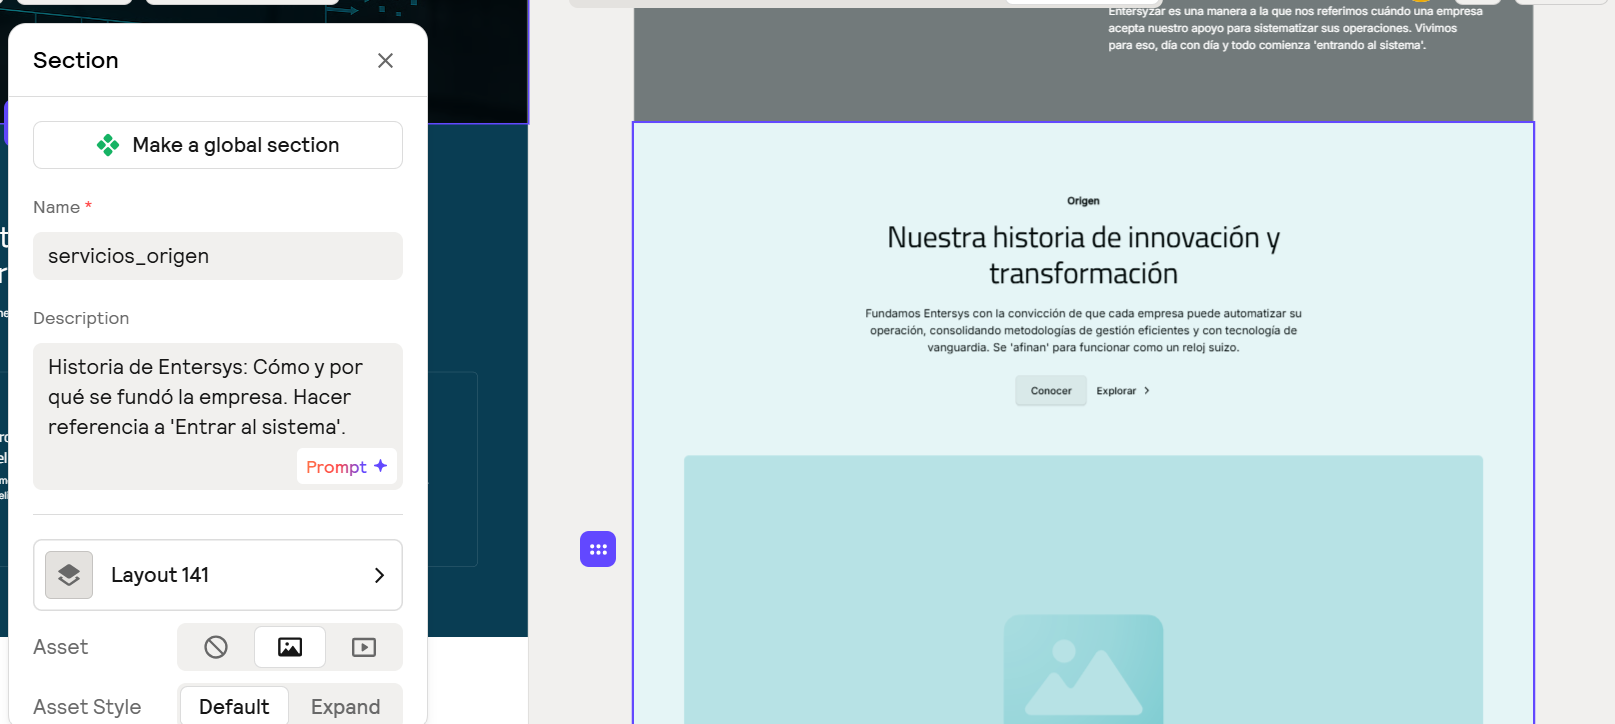 Section
Make a global section
Name *
servicios_origen
Description
Historia de Entersys: Cómo y por
qué se fundó la empresa. Hacer
referencia a 'Entrar al sistema'.
Prompt
Layout 141
Asset
Asset Style
Default
Expand
Entersyzar es una manera a la que nos referimos cuándo una empresa
acepta nuestro apoyo para sistematizar sus operaciones. Vivimos
para eso, día con día y todo comienza 'entrando al sistema'.
Origen
Nuestra historia de innovación y
transformación
Fundamos Entersys con la convicción de que cada empresa puede automatizar su
operación, consolidando metodologías de gestión eficientes y con tecnología de
vanguardia. Se 'afinan' para funcionar como un reloj suizo.
Conocer
Explorar